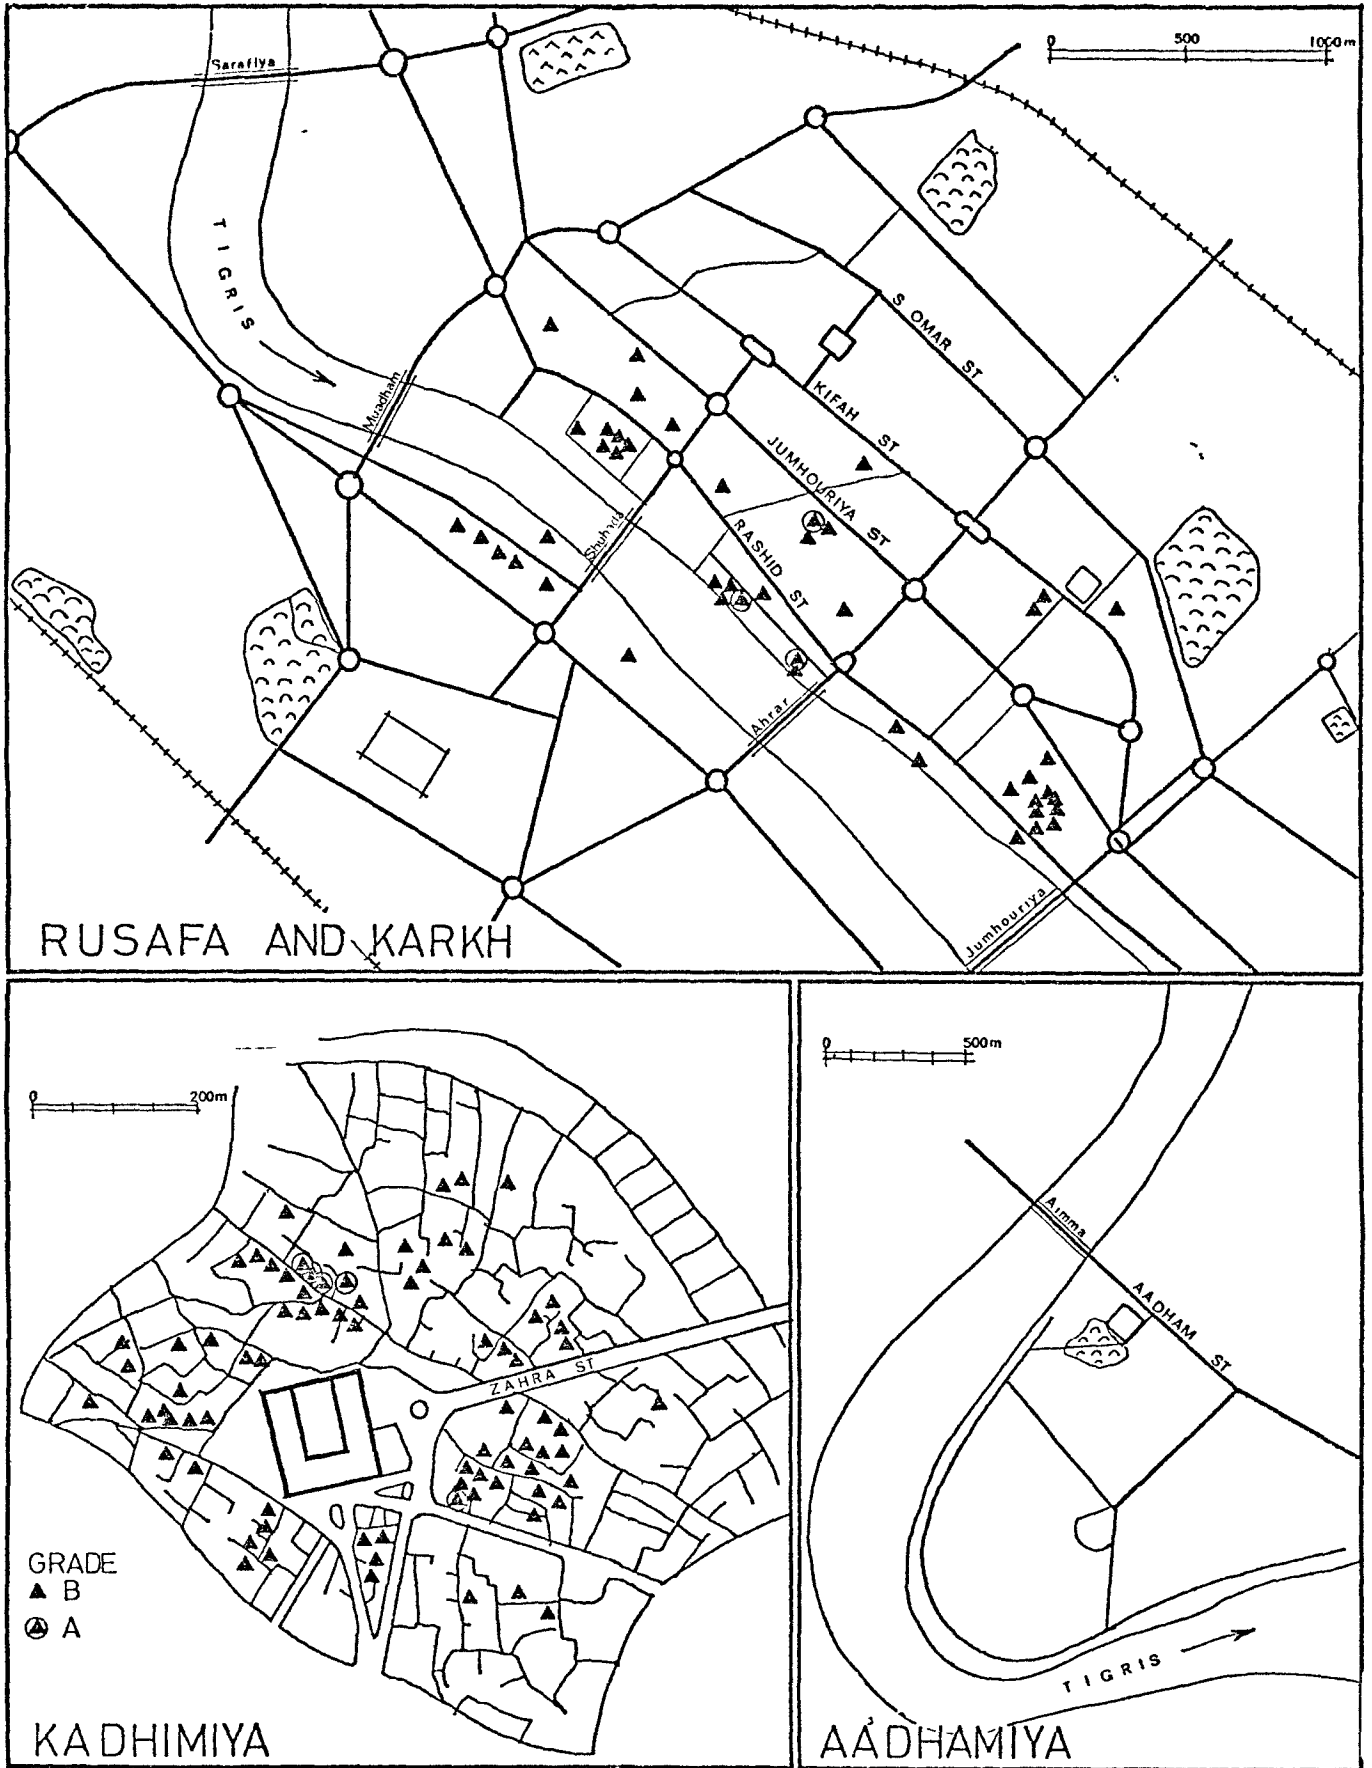 Sarafiya
0 500 1000m
TIGRIS
Muadham
S OMAR ST
KIFAH ST
JUMHOURIYA ST
RASHID ST
Shuhada
Ahrar
Jumhouriya
RUSAFA AND KARKH
0 200m
ZAHRA ST
GRADE
B
A
KADHIMIYA
0 500m
Aimma
AADHAM ST
TIGRIS
AADHAMIYA